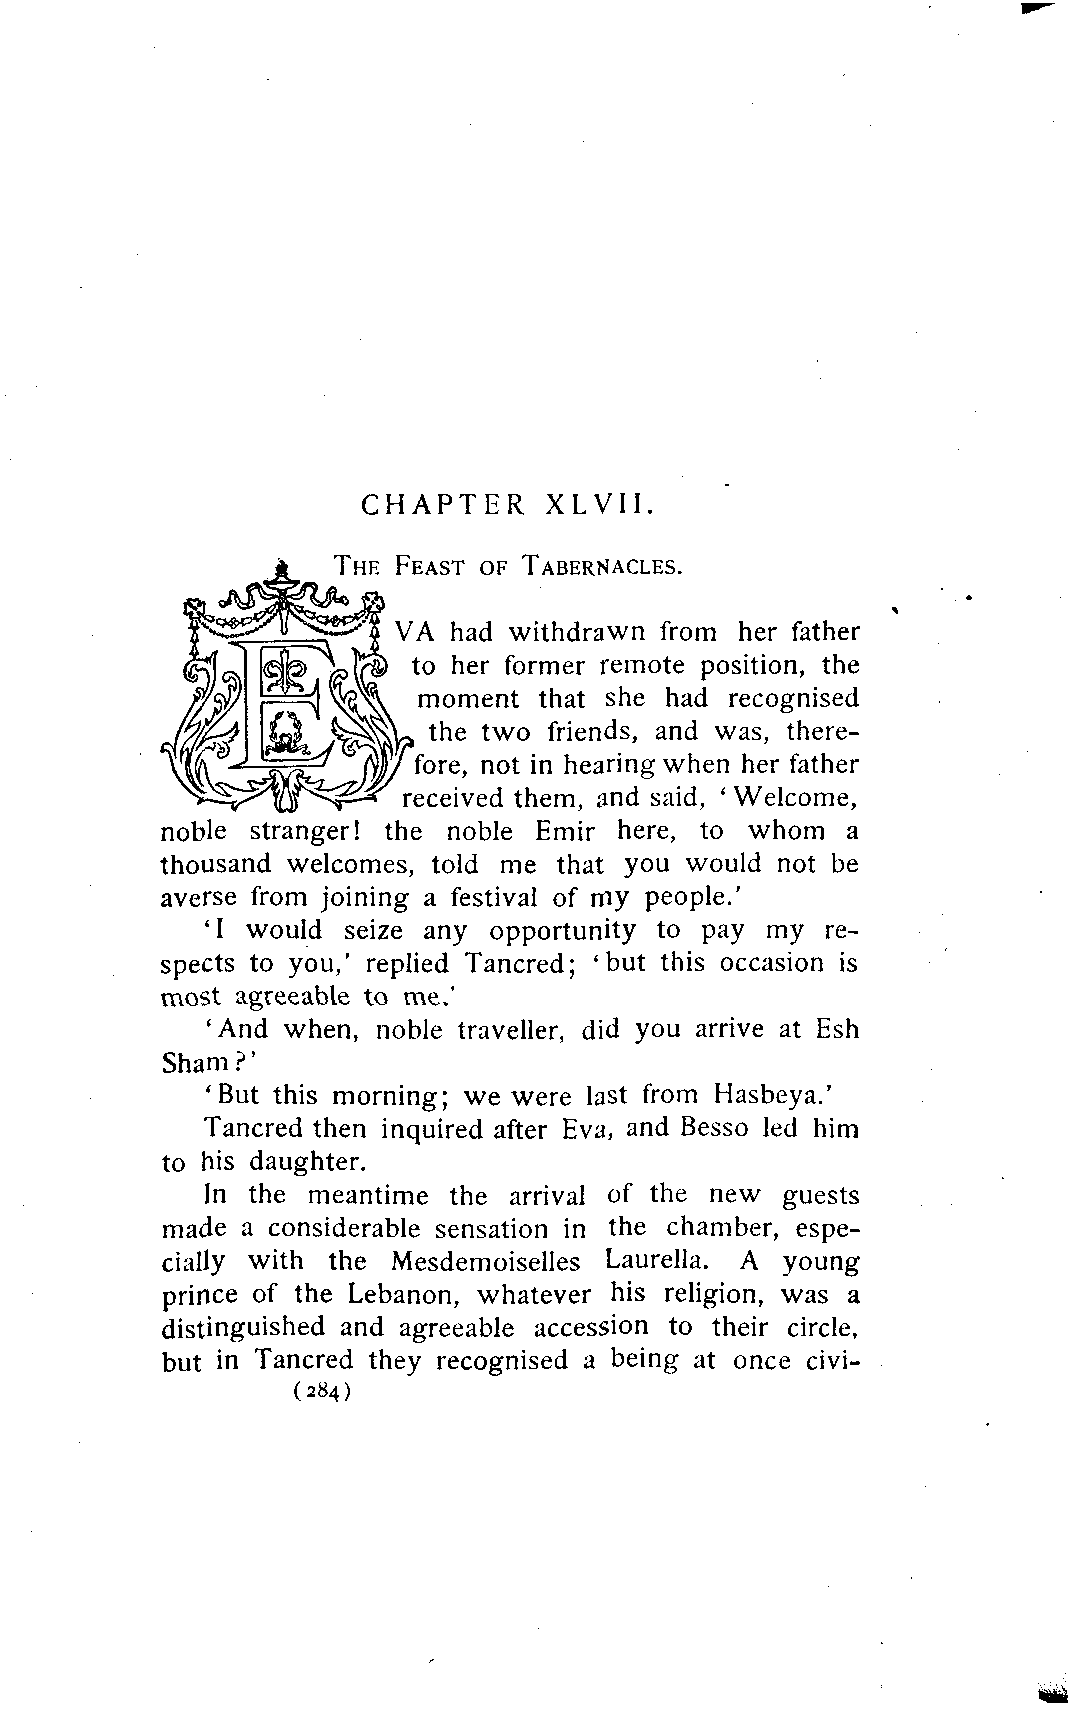 CHAPTER XLVII.
THE FEAST OF TABERNACLES.
EVA had withdrawn from her father
to her former remote position, the
moment that she had recognised
the two friends, and was, there-
fore, not in hearing when her father
received them, and said, ‘Welcome,
noble stranger! the noble Emir here, to whom a
thousand welcomes, told me that you would not be
averse from joining a festival of my people.’
‘I would seize any opportunity to pay my re-
spects to you,’ replied Tancred; ‘but this occasion is
most agreeable to me.’
‘And when, noble traveller, did you arrive at Esh
Sham?’
‘But this morning; we were last from Hasbeya.’
Tancred then inquired after Eva, and Besso led him
to his daughter.
In the meantime the arrival of the new guests
made a considerable sensation in the chamber, espe-
cially with the Mesdemoiselles Laurella. A young
prince of the Lebanon, whatever his religion, was a
distinguished and agreeable accession to their circle,
but in Tancred they recognised a being at once civi-
(284)